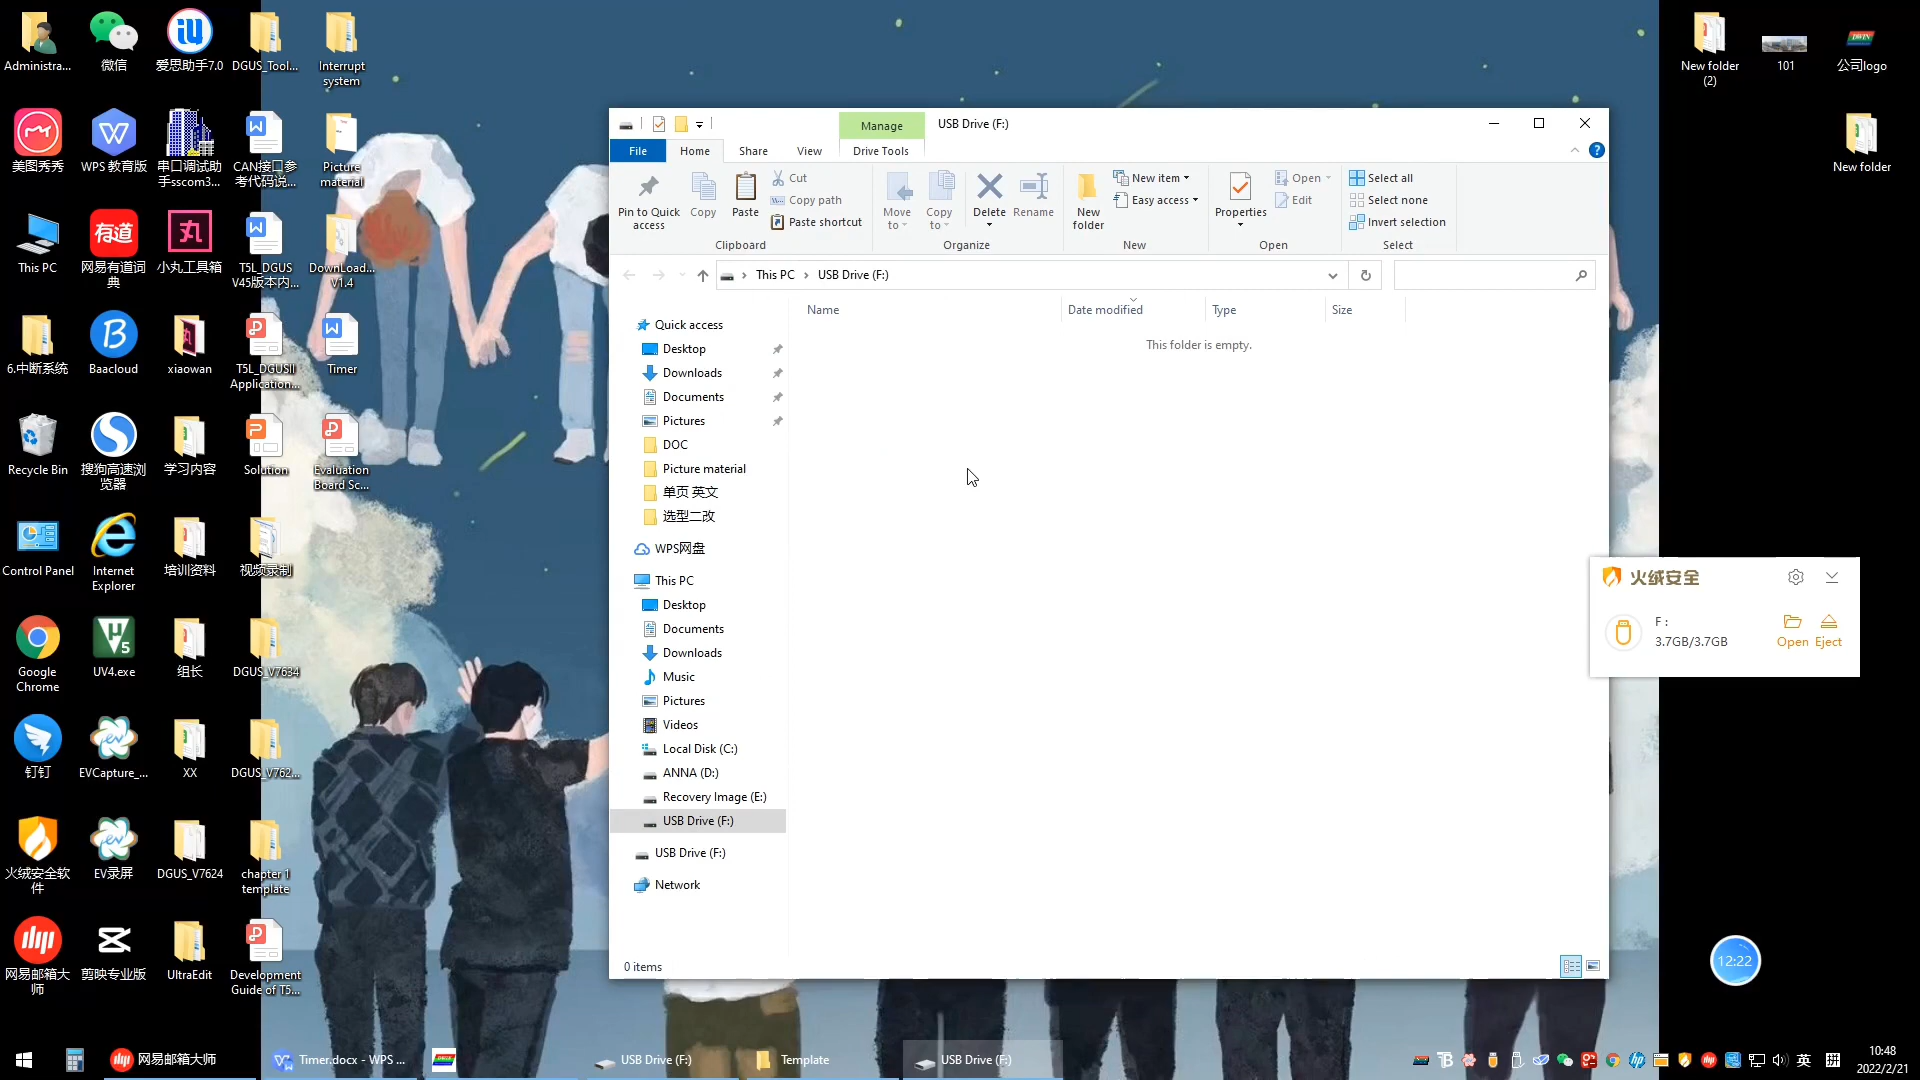 Administra...
微信
爱思助手7.0
DGUS_Tool...
Interrupt
system
New folder
(2)
101
公司logo
美图秀秀
WPS 教育版
串口调试助
手sscom3...
CAN接口参
考代码说...
Picture
material
New folder
This PC
网易有道词
典
小丸工具箱
T5L_DGUS
V45版本内...
DownLoad...
V1.4
6.中断系统
Baacloud
xiaowan
T5L_DGUSII
Application...
Timer
Recycle Bin
搜狗高速浏
览器
学习内容
Solution
Evaluation
Board Sc...
Control Panel
Internet
Explorer
培训资料
视频录制
Google
Chrome
UV4.exe
组长
DGUS_V7634
钉钉
EVCapture_...
XX
DGUS_V762...
火绒安全软
件
EV录屏
DGUS_V7624
chapter 1
template
网易邮箱大
师
剪映专业版
UltraEdit
Development
Guide of T5...
Manage
USB Drive (F:)
File
Home
Share
View
Drive Tools
Pin to Quick
access
Copy
Paste
Cut
Copy path
Paste shortcut
Clipboard
Move
to
Copy
to
Delete
Rename
Organize
New
folder
New item
Easy access
New
Properties
Open
Edit
Open
Select all
Select none
Invert selection
Select
This PC
USB Drive (F:)
Name
Date modified
Type
Size
This folder is empty.
Quick access
Desktop
Downloads
Documents
Pictures
DOC
Picture material
单页 英文
选型二改
WPS网盘
This PC
Desktop
Documents
Downloads
Music
Pictures
Videos
Local Disk (C:)
ANNA (D:)
Recovery Image (E:)
USB Drive (F:)
USB Drive (F:)
Network
0 items
火绒安全
F :
3.7GB/3.7GB
Open
Eject
12:22
网易邮箱大师
Timer.docx - WPS ...
USB Drive (F:)
Template
USB Drive (F:)
英
拼
10:48
2022/2/21